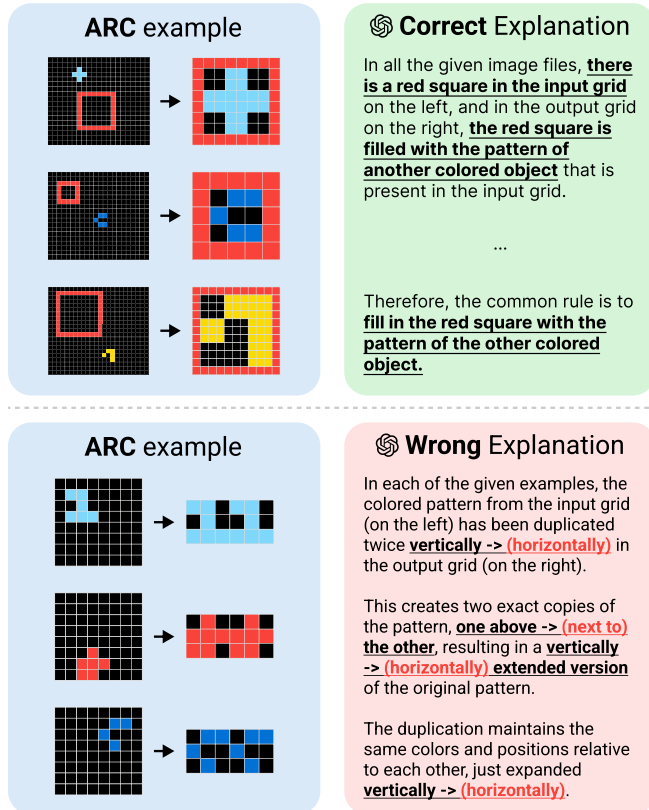 ARC example
Correct Explanation
In all the given image files, there
is a red square in the input grid
on the left, and in the output grid
on the right, the red square is
filled with the pattern of
another colored object that is
present in the input grid.
...
Therefore, the common rule is to
fill in the red square with the
pattern of the other colored
object.
ARC example
Wrong Explanation
In each of the given examples, the
colored pattern from the input grid
(on the left) has been duplicated
twice vertically -> (horizontally) in
the output grid (on the right).
This creates two exact copies of
the pattern, one above -> (next to)
the other, resulting in a vertically
-> (horizontally) extended version
of the original pattern.
The duplication maintains the
same colors and positions relative
to each other, just expanded
vertically -> (horizontally).